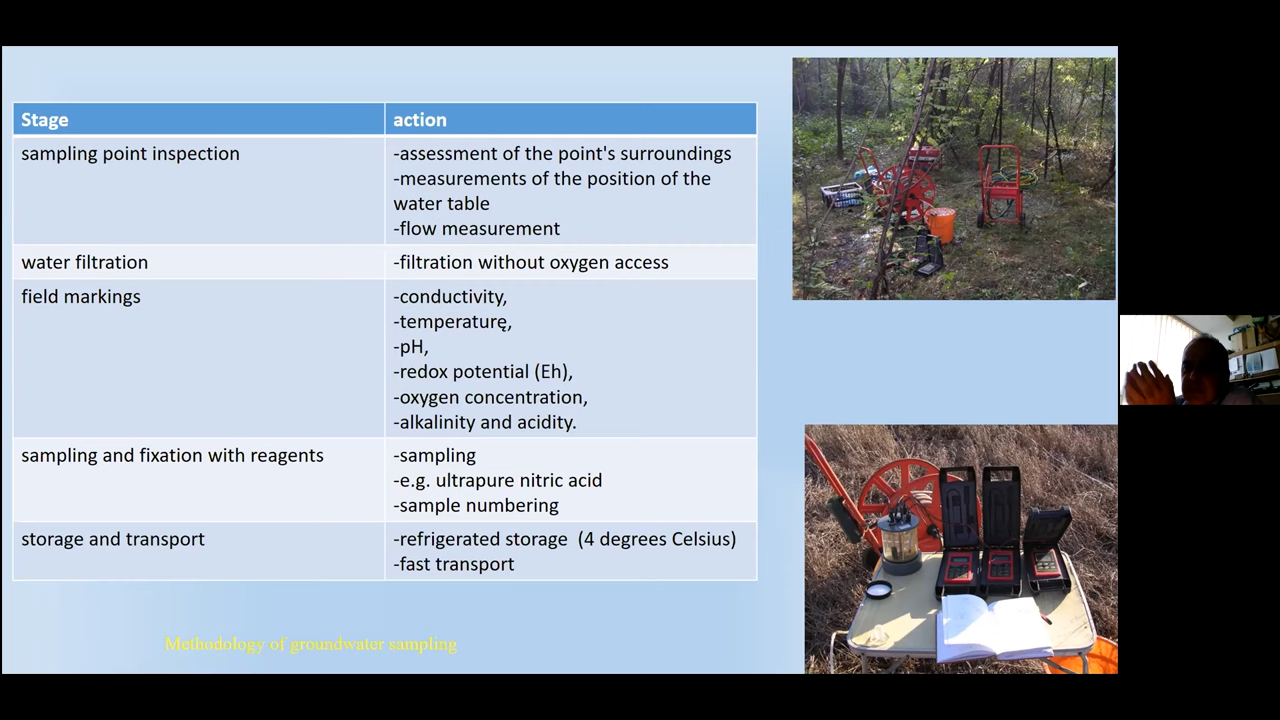 Stage
action
sampling point inspection
-assessment of the point's surroundings
-measurements of the position of the
water table
-flow measurement
water filtration
-filtration without oxygen access
field markings
-conductivity,
-temperaturę,
-pH,
-redox potential (Eh),
-oxygen concentration,
-alkalinity and acidity.
sampling and fixation with reagents
-sampling
-e.g. ultrapure nitric acid
-sample numbering
storage and transport
-refrigerated storage (4 degrees Celsius)
-fast transport
Methodology of groundwater sampling